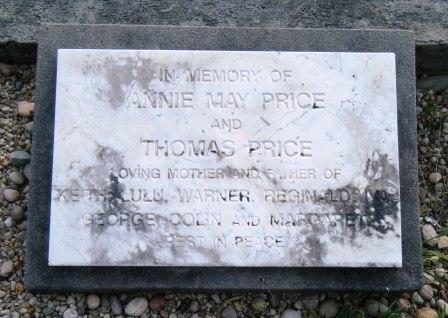 IN MEMORY OF
ANNIE MAY PRICE
AND
THOMAS PRICE
LOVING MOTHER AND FATHER OF
KEITH, LULU, WARNER, REGINALD,
GEORGE, COLIN AND MARGARET
REST IN PEACE